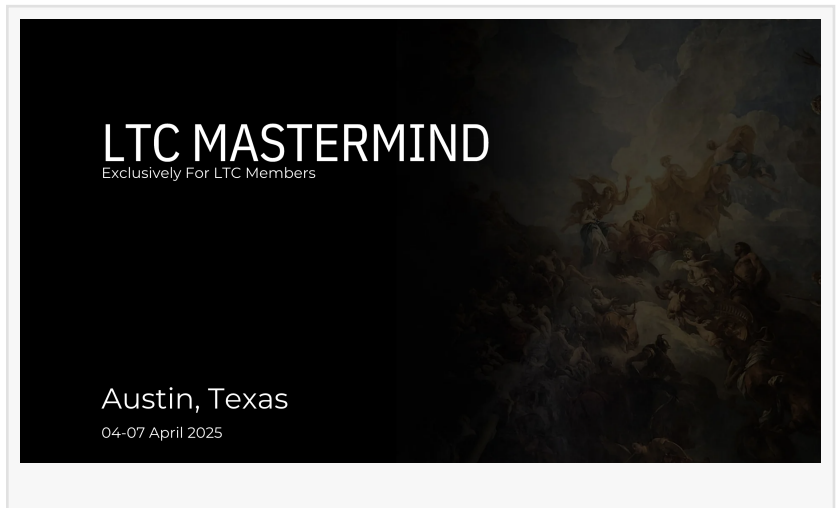 LTC MASTERMIND
Exclusively For LTC Members
Austin, Texas
04-07 April 2025